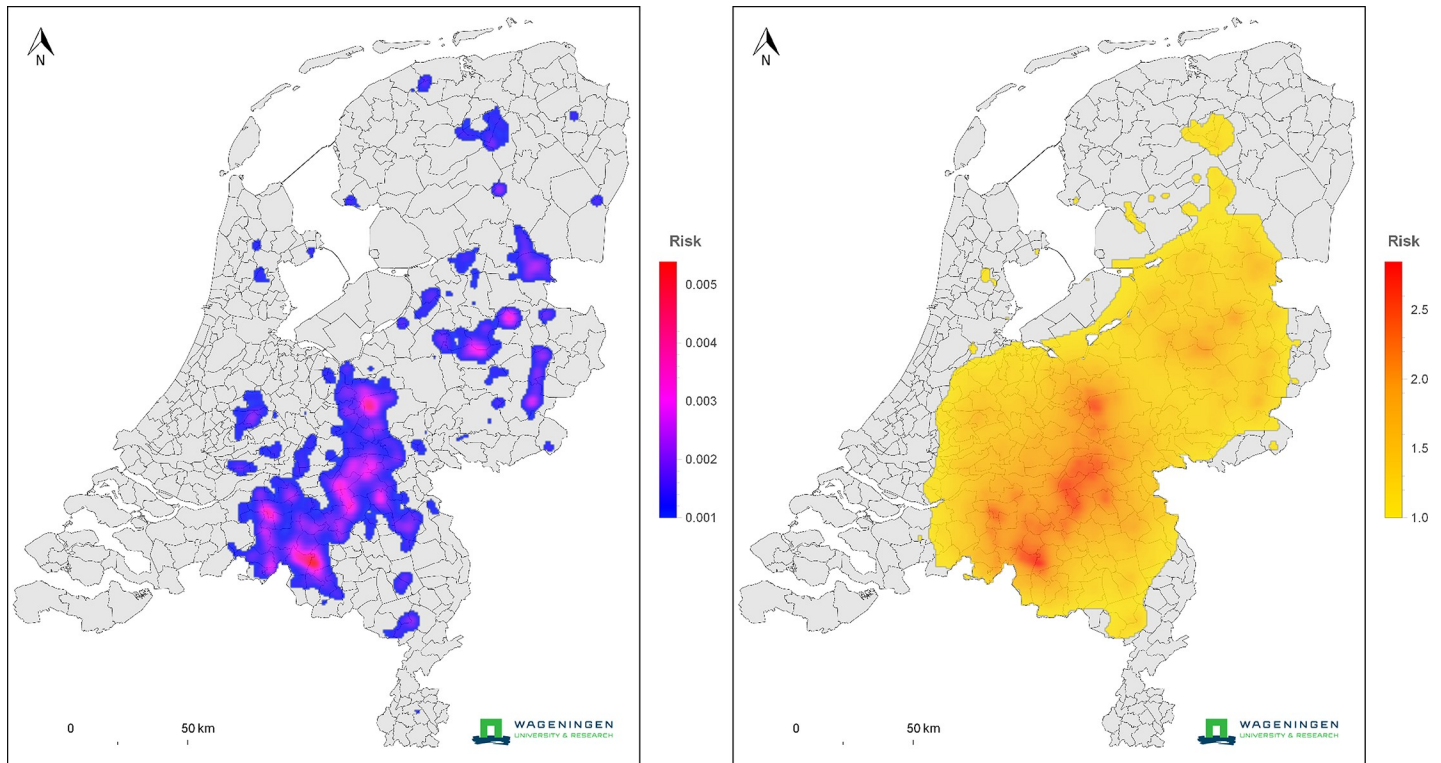 N
Risk
0.005
0.004
0.003
0.002
0.001
0
50 km
WAGENINGEN
UNIVERSITY & RESEARCH
N
Risk
2.5
2.0
1.5
1.0
0
50 km
WAGENINGEN
UNIVERSITY & RESEARCH